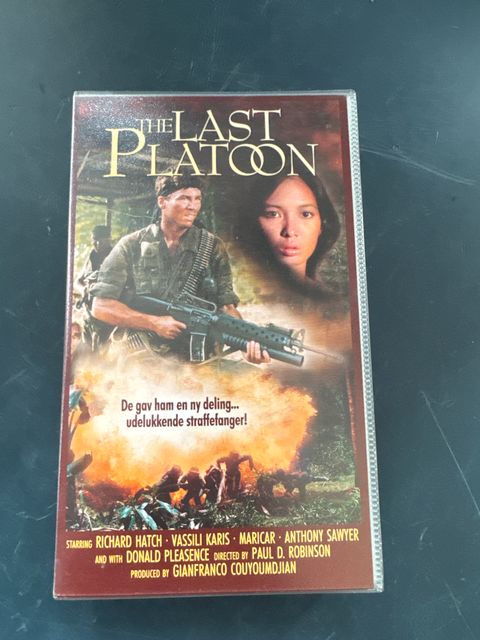 THE LAST
PLATOON
De gav ham en ny deling...
udelukkende straffefanger!
STARRING RICHARD HATCH · VASSILI KARIS · MARICAR · ANTHONY SAWYER
AND WITH DONALD PLEASENCE DIRECTED BY PAUL D. ROBINSON
PRODUCED BY GIANFRANCO COUYOUMDJIAN